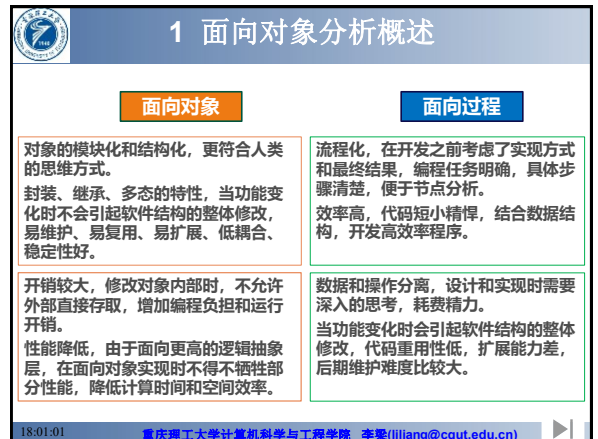 1 面向对象分析概述
面向对象
面向过程
对象的模块化和结构化，更符合人类
的思维方式。
封装、继承、多态的特性，当功能变
化时不会引起软件结构的整体修改，
易维护、易复用、易扩展、低耦合、
稳定性好。
流程化，在开发之前考虑了实现方式
和最终结果，编程任务明确，具体步
骤清楚，便于节点分析。
效率高，代码短小精悍，结合数据结
构，开发高效率程序。
开销较大，修改对象内部时，不允许
外部直接存取，增加编程负担和运行
开销。
性能降低，由于面向更高的逻辑抽象
层，在面向对象实现时不得不牺牲部
分性能，降低计算时间和空间效率。
数据和操作分离，设计和实现时需要
深入的思考，耗费精力。
当功能变化时会引起软件结构的整体
修改，代码重用性低，扩展能力差，
后期维护难度比较大。
18:01:01
重庆理工大学计算机科学与工程学院 李梁(liliang@cqut.edu.cn)